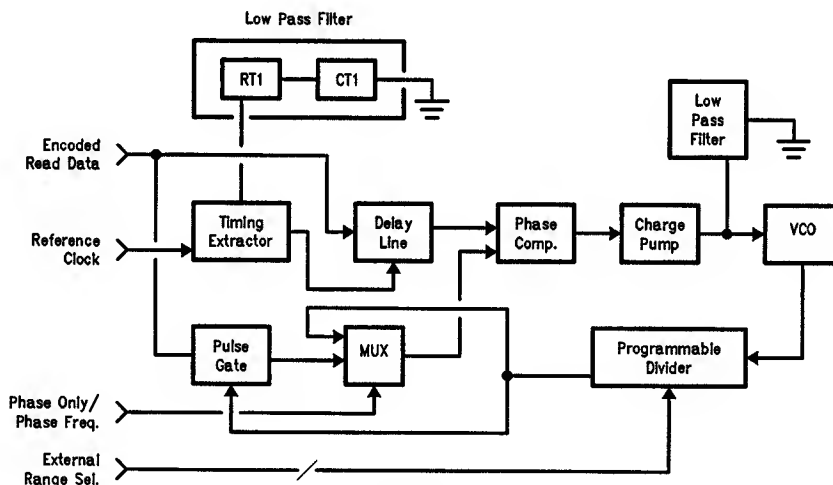 Low Pass Filter
RT1
CT1
Low
Pass
Filter
Encoded
Read Data
Timing
Extractor
Delay
Line
Phase
Comp.
Charge
Pump
VCO
Reference
Clock
Pulse
Gate
MUX
Programmable
Divider
Phase Only/
Phase Freq.
External
Range Sel.